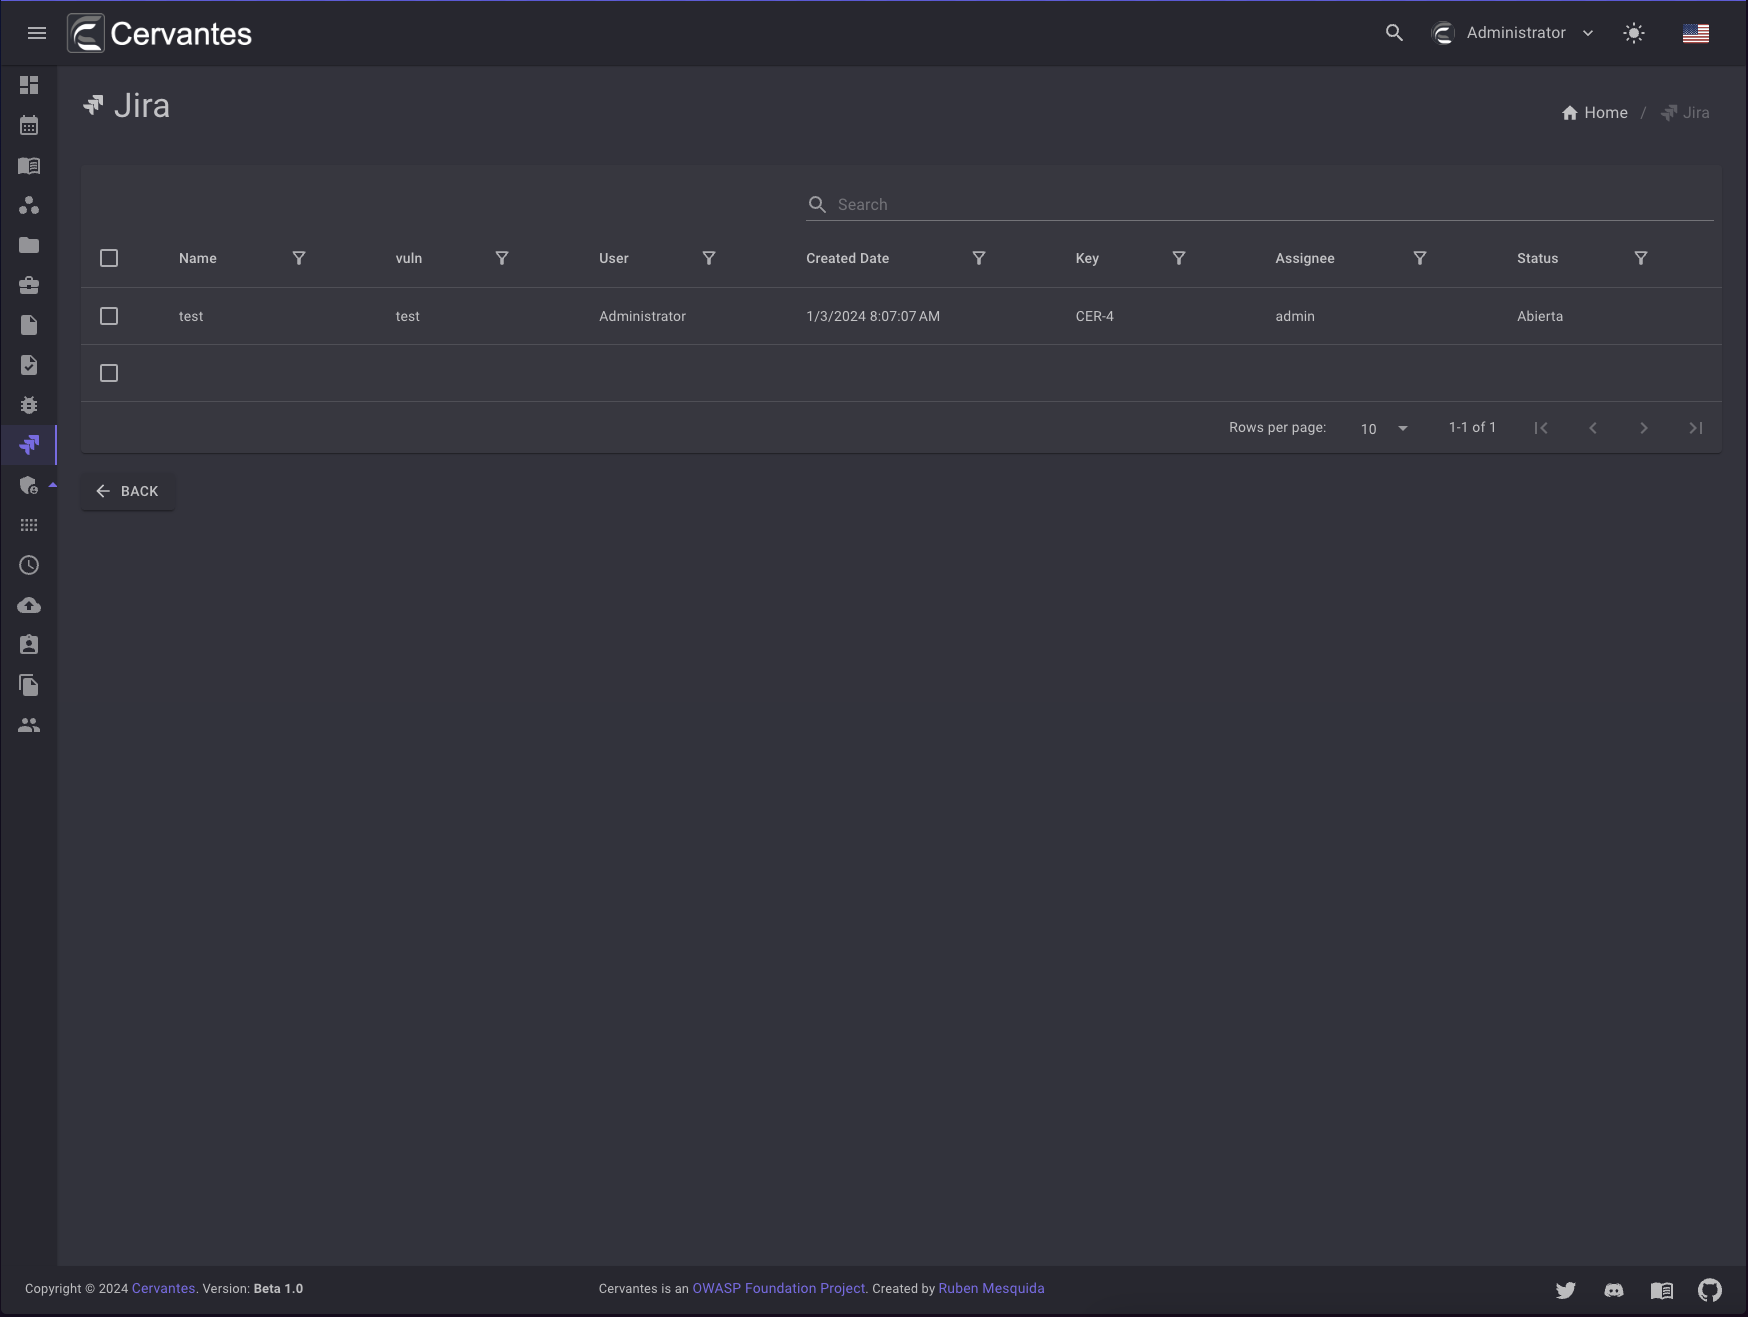 Cervantes
Administrator
Jira
Home / Jira
Search
Name vuln User Created Date Key Assignee Status
test test Administrator 1/3/2024 8:07:07 AM CER-4 admin Abierta
Rows per page: 10 1-1 of 1
BACK
Copyright © 2024 Cervantes. Version: Beta 1.0
Cervantes is an OWASP Foundation Project. Created by Ruben Mesquida